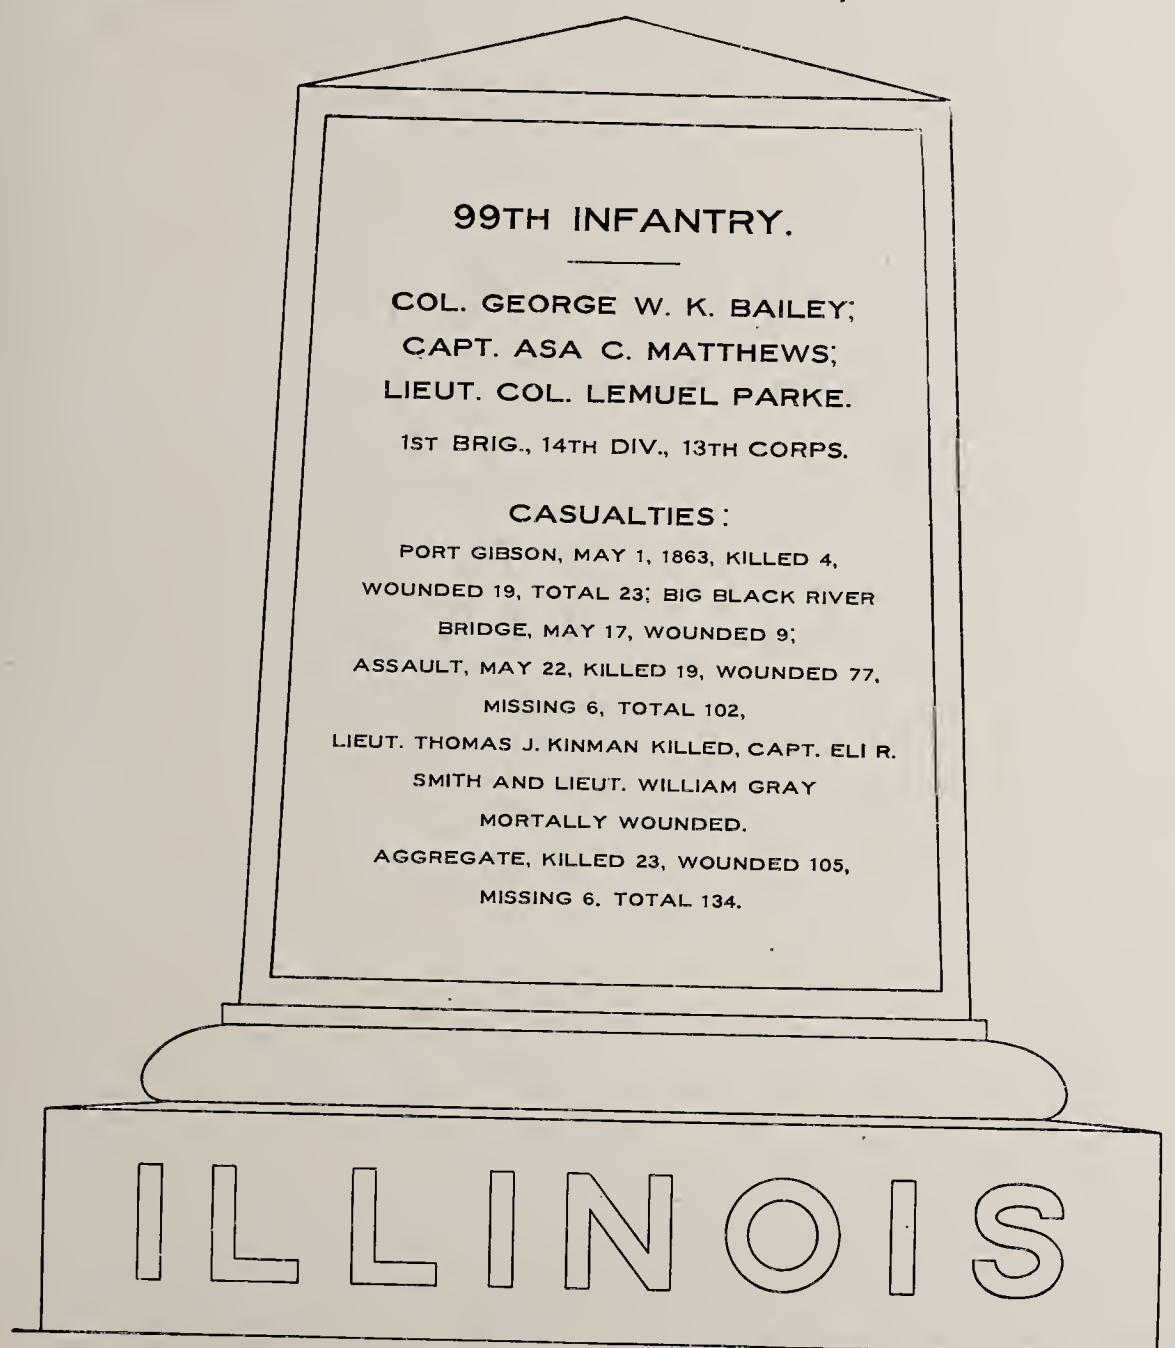 99TH INFANTRY.
COL. GEORGE W. K. BAILEY;
CAPT. ASA C. MATTHEWS;
LIEUT. COL. LEMUEL PARKE.
1ST BRIG., 14TH DIV., 13TH CORPS.
CASUALTIES:
PORT GIBSON, MAY 1, 1863, KILLED 4,
WOUNDED 19, TOTAL 23; BIG BLACK RIVER
BRIDGE, MAY 17, WOUNDED 9;
ASSAULT, MAY 22, KILLED 19, WOUNDED 77,
MISSING 6, TOTAL 102,
LIEUT. THOMAS J. KINMAN KILLED, CAPT. ELI R.
SMITH AND LIEUT. WILLIAM GRAY
MORTALLY WOUNDED.
AGGREGATE, KILLED 23, WOUNDED 105,
MISSING 6. TOTAL 134.
ILLINOIS